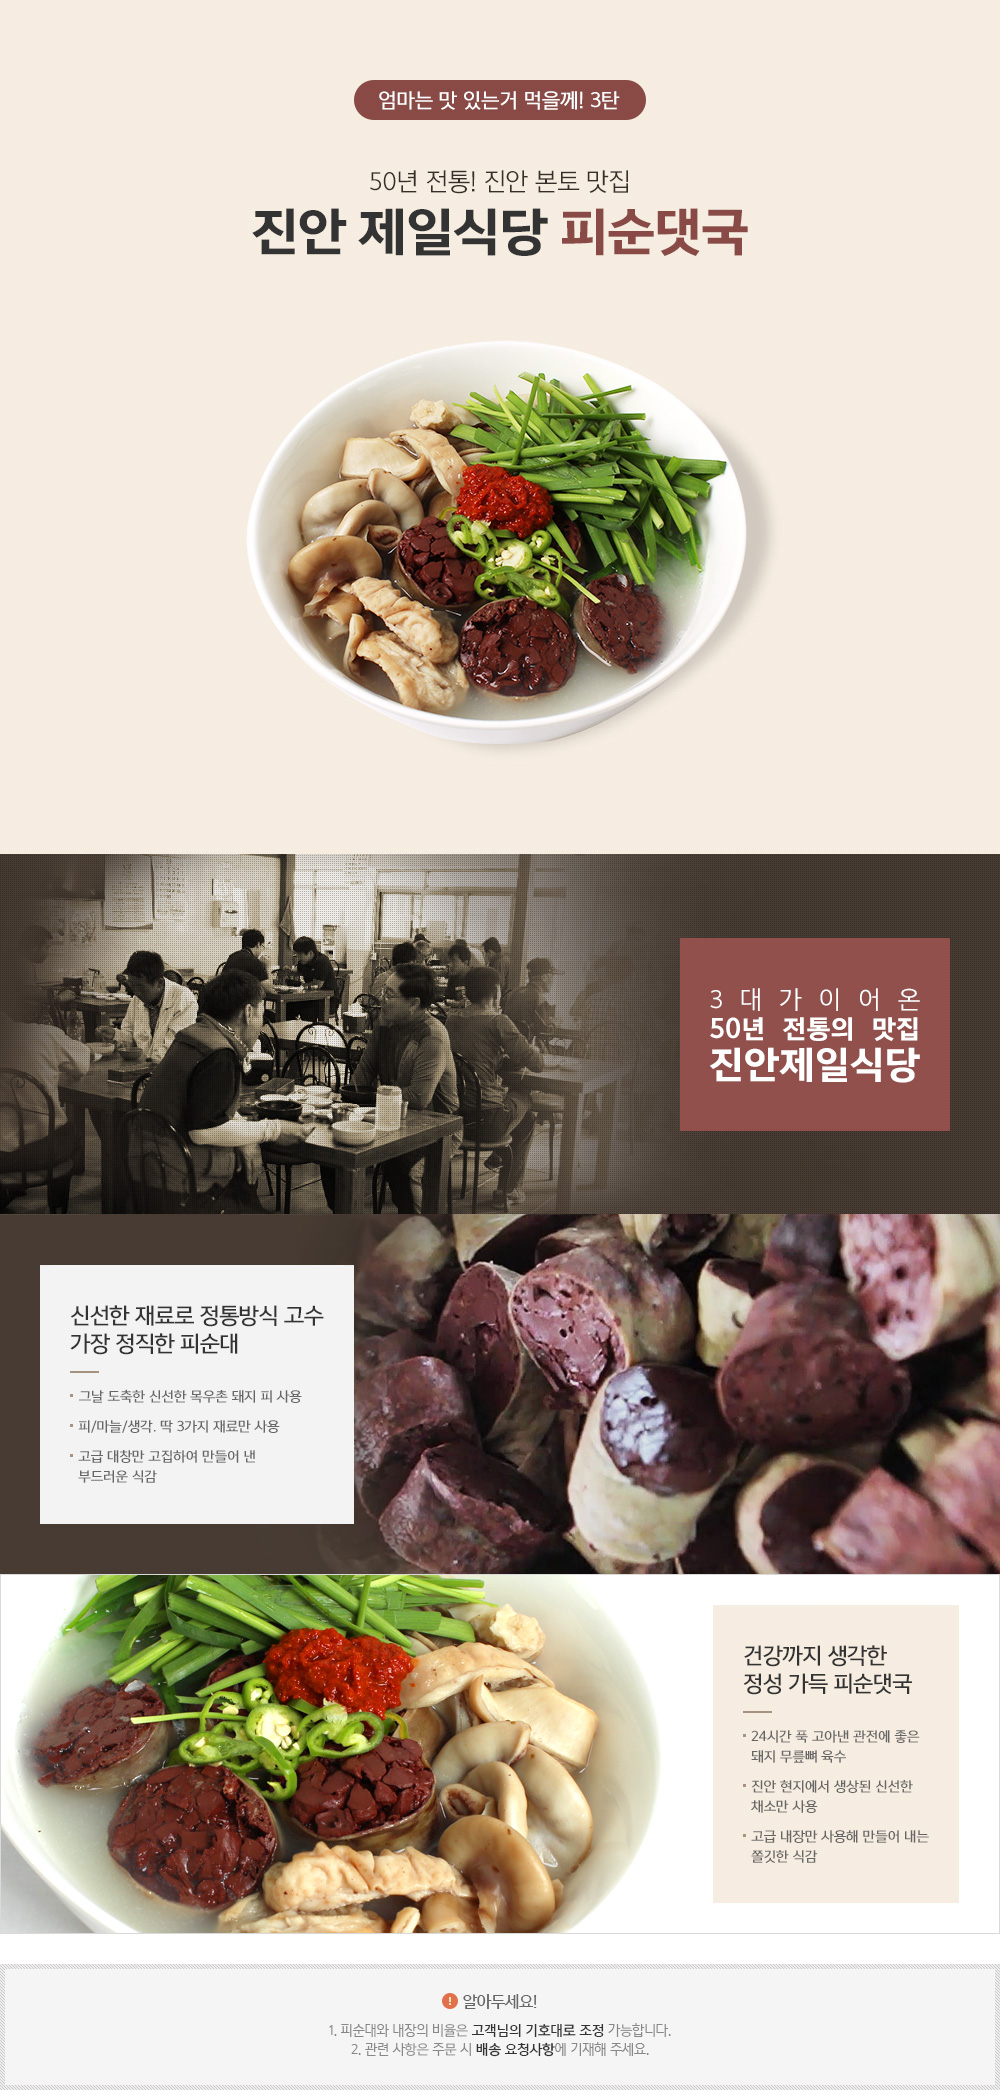 엄마는 맛 있는거 먹을께! 3탄
50년 전통! 진안 본토 맛집
진안 제일식당 피순댓국
3대가이어온
50년 전통의 맛집
진안제일식당
신선한 재료로 정통방식 고수
가장 정직한 피순대
· 그날 도축한 신선한 목우촌 돼지 피 사용
· 피/마늘/생각. 딱 3가지 재료만 사용
· 고급 대창만 고집하여 만들어 낸
부드러운 식감
건강까지 생각한
정성 가득 피순댓국
· 24시간 푹 고아낸 관전에 좋은
돼지 무릎뼈 육수
· 진안 현지에서 생상된 신선한
채소만 사용
· 고급 내장만 사용해 만들어 내는
쫄깃한 식감
! 알아두세요!
1. 피순대와 내장의 비율은 고객님의 기호대로 조정 가능합니다.
2. 관련 사항은 주문 시 배송 요청사항에 기재해 주세요.